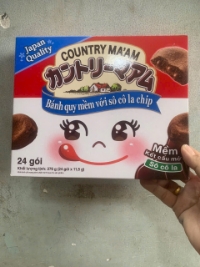 Japan
Quality
COUNTRY MA'AM
カントリーマアム
Bánh quy mềm với sô cô la chip
Mềm
Sô cô la
24 gói